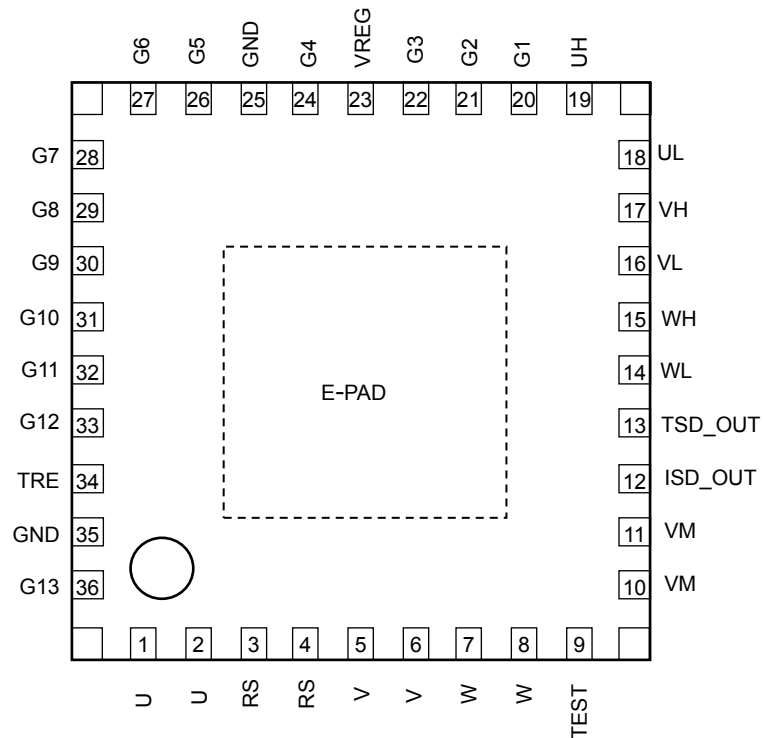 G6 G5 GND G4 VREG G3 G2 G1 UH
27 26 25 24 23 22 21 20 19
G7 28 18 UL
G8 29 17 VH
G9 30 16 VL
G10 31 15 WH
G11 32 14 WL
E-PAD
G12 33 13 TSD_OUT
TRE 34 12 ISD_OUT
GND 35 11 VM
G13 36 10 VM
1 2 3 4 5 6 7 8 9
U U RS RS V V W W TEST